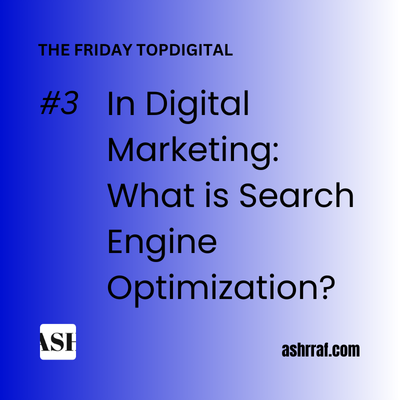 THE FRIDAY TOPDIGITAL
#3 In Digital
Marketing:
What is Search
Engine
Optimization?
ASH
ashrraf.com